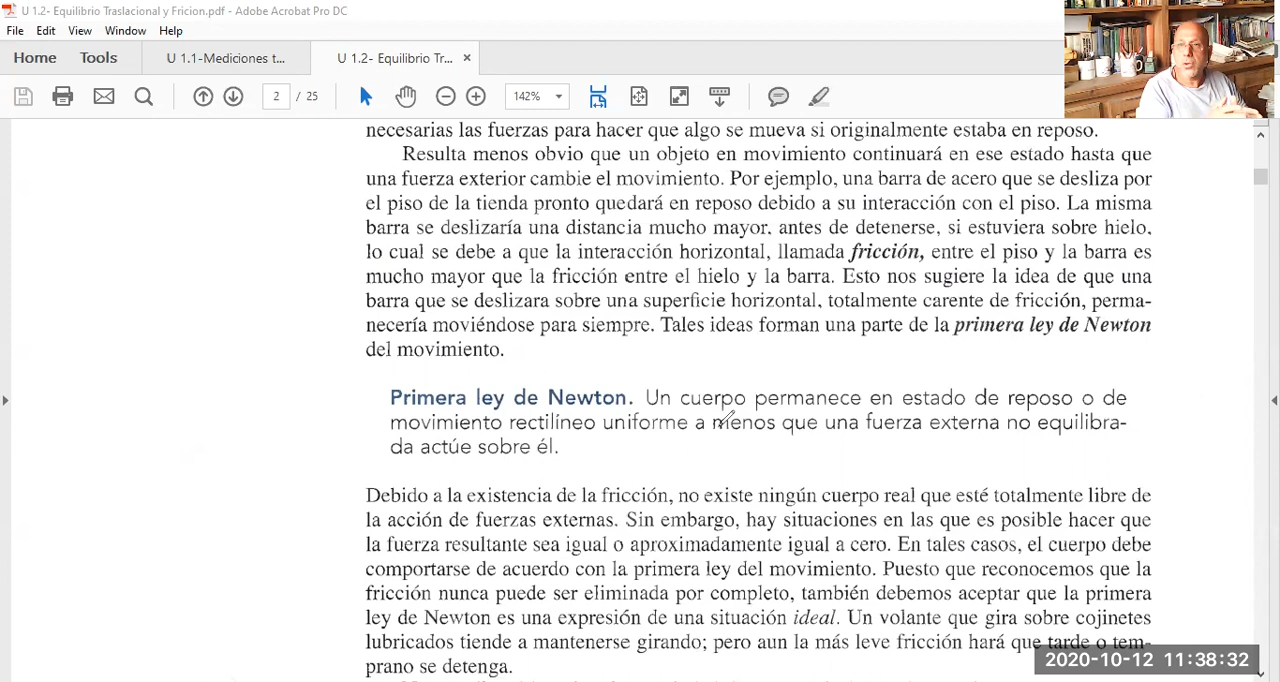 U 1.2- Equilibrio Traslacional y Fricion.pdf - Adobe Acrobat Pro DC
File Edit View Window Help
Home Tools U 1.1-Mediciones t... U 1.2- Equilibrio Tr... ×
2 / 25 142%
necesarias las fuerzas para hacer que algo se mueva si originalmente estaba en reposo.
Resulta menos obvio que un objeto en movimiento continuará en ese estado hasta que
una fuerza exterior cambie el movimiento. Por ejemplo, una barra de acero que se desliza por
el piso de la tienda pronto quedará en reposo debido a su interacción con el piso. La misma
barra se deslizaría una distancia mucho mayor, antes de detenerse, si estuviera sobre hielo,
lo cual se debe a que la interacción horizontal, llamada fricción, entre el piso y la barra es
mucho mayor que la fricción entre el hielo y la barra. Esto nos sugiere la idea de que una
barra que se deslizara sobre una superficie horizontal, totalmente carente de fricción, perma-
necería moviéndose para siempre. Tales ideas forman una parte de la primera ley de Newton
del movimiento.
Primera ley de Newton. Un cuerpo permanece en estado de reposo o de
movimiento rectilíneo uniforme a menos que una fuerza externa no equilibra-
da actúe sobre él.
Debido a la existencia de la fricción, no existe ningún cuerpo real que esté totalmente libre de
la acción de fuerzas externas. Sin embargo, hay situaciones en las que es posible hacer que
la fuerza resultante sea igual o aproximadamente igual a cero. En tales casos, el cuerpo debe
comportarse de acuerdo con la primera ley del movimiento. Puesto que reconocemos que la
fricción nunca puede ser eliminada por completo, también debemos aceptar que la primera
ley de Newton es una expresión de una situación ideal. Un volante que gira sobre cojinetes
lubricados tiende a mantenerse girando; pero aun la más leve fricción hará que tarde o tem-
prano se detenga.
2020-10-12 11:38:32